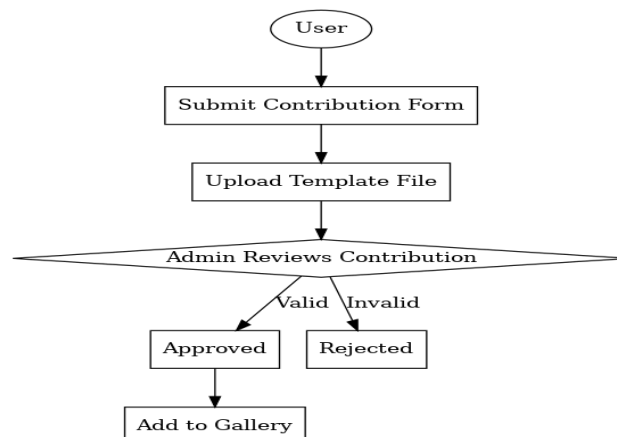 User
Submit Contribution Form
Upload Template File
Admin Reviews Contribution
Valid
Invalid
Approved
Rejected
Add to Gallery